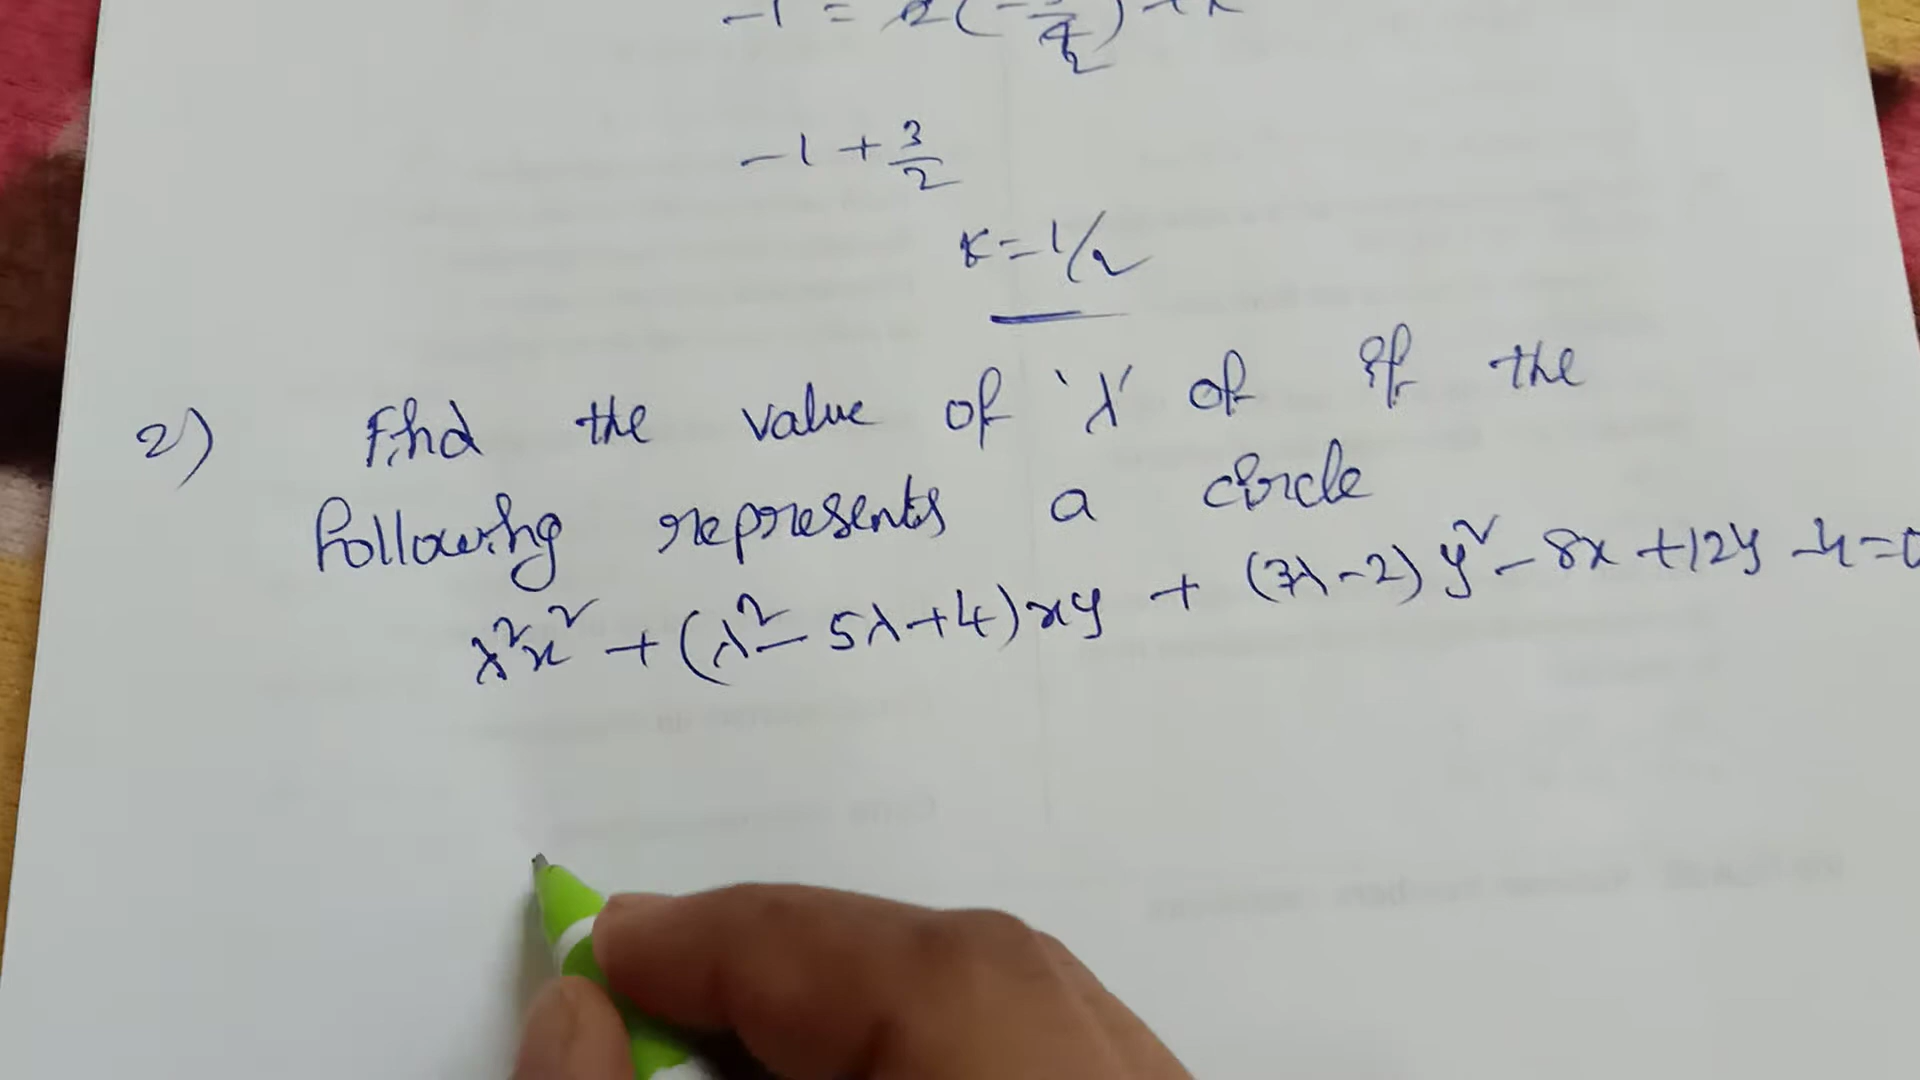 -1 + 3/2
k = 1/2
2) Find the value of 'λ' of if the
following represents a circle
λ²x² + (λ² - 5λ + 4)xy + (3λ - 2)y² - 8x + 12y - 4 = 0